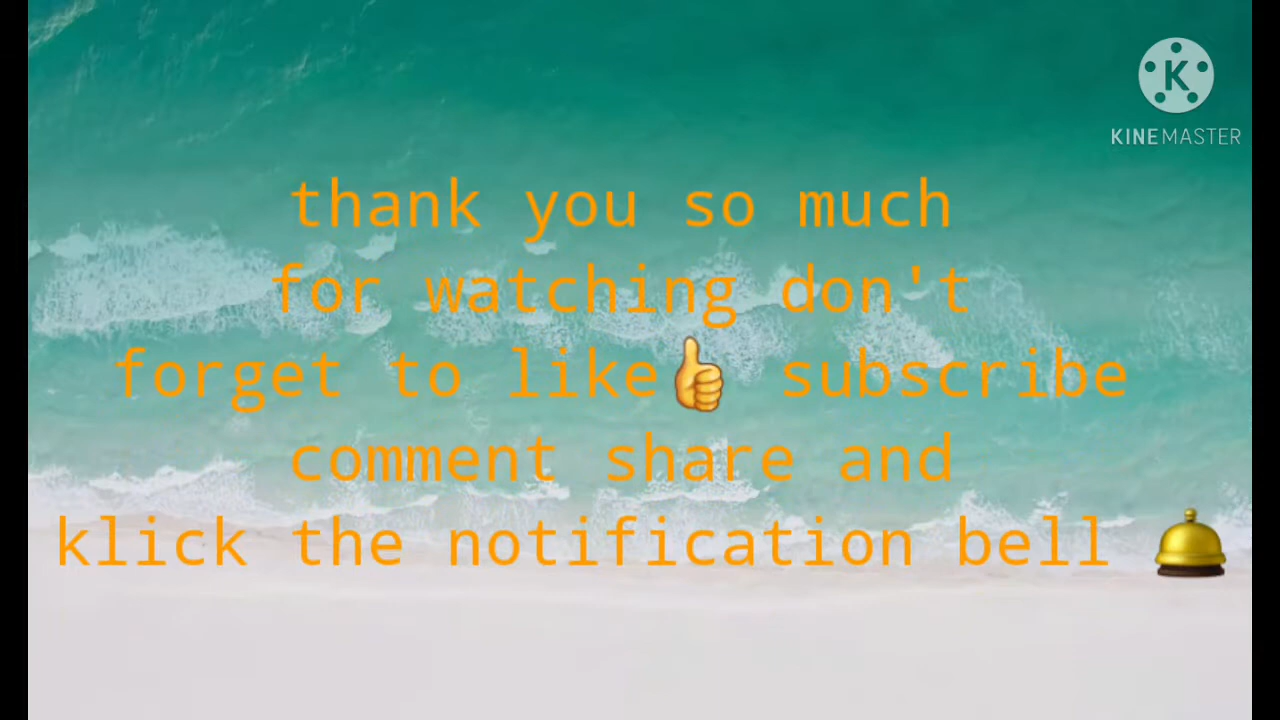 K
KINEMASTER
thank you so much
for watching don't
forget to like👍 subscribe
comment share and
klick the notification bell 🛎